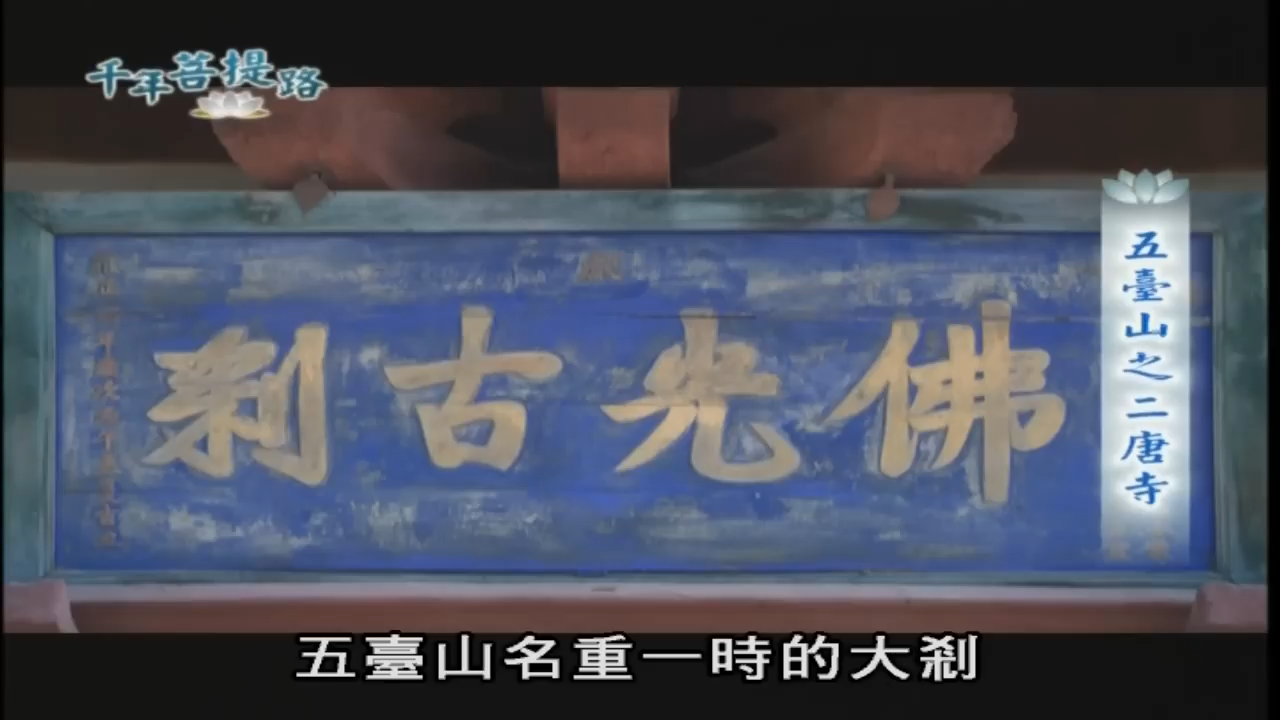 千年菩提路
五臺山之二唐寺
佛光古剎
五臺山名重一時的大剎